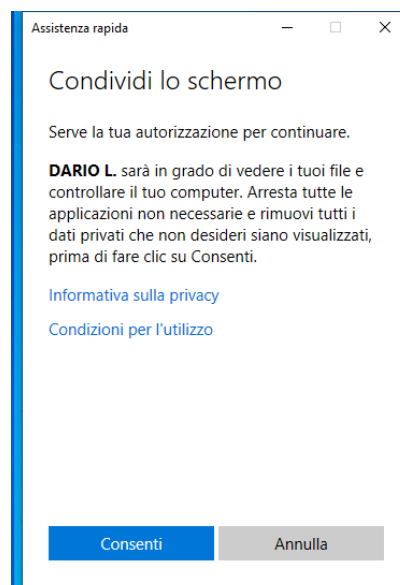 Assistenza rapida
Condividi lo schermo
Serve la tua autorizzazione per continuare.
DARIO L. sarà in grado di vedere i tuoi file e
controllare il tuo computer. Arresta tutte le
applicazioni non necessarie e rimuovi tutti i
dati privati che non desideri siano visualizzati,
prima di fare clic su Consenti.
Informativa sulla privacy
Condizioni per l'utilizzo
Consenti
Annulla